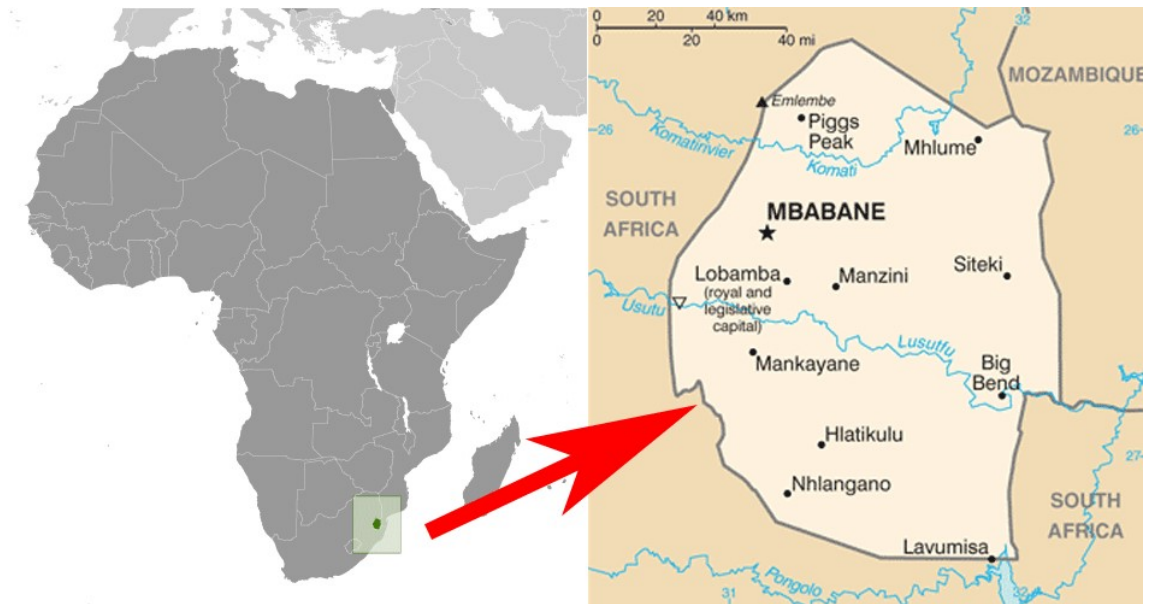 0 20 40 km
0 20 40 mi
32
MOZAMBIQUE
Emlembe
Piggs
Peak
26
26
Komatirivier
Mhlume
Komati
SOUTH
AFRICA
MBABANE
Lobamba
(royal and
legislative
capital)
Manzini
Siteki
Usutu
Lusutfu
Mankayane
Big
Bend
Hlatikulu
27
Nhlangano
SOUTH
AFRICA
Lavumisa
Pongolo
31
32